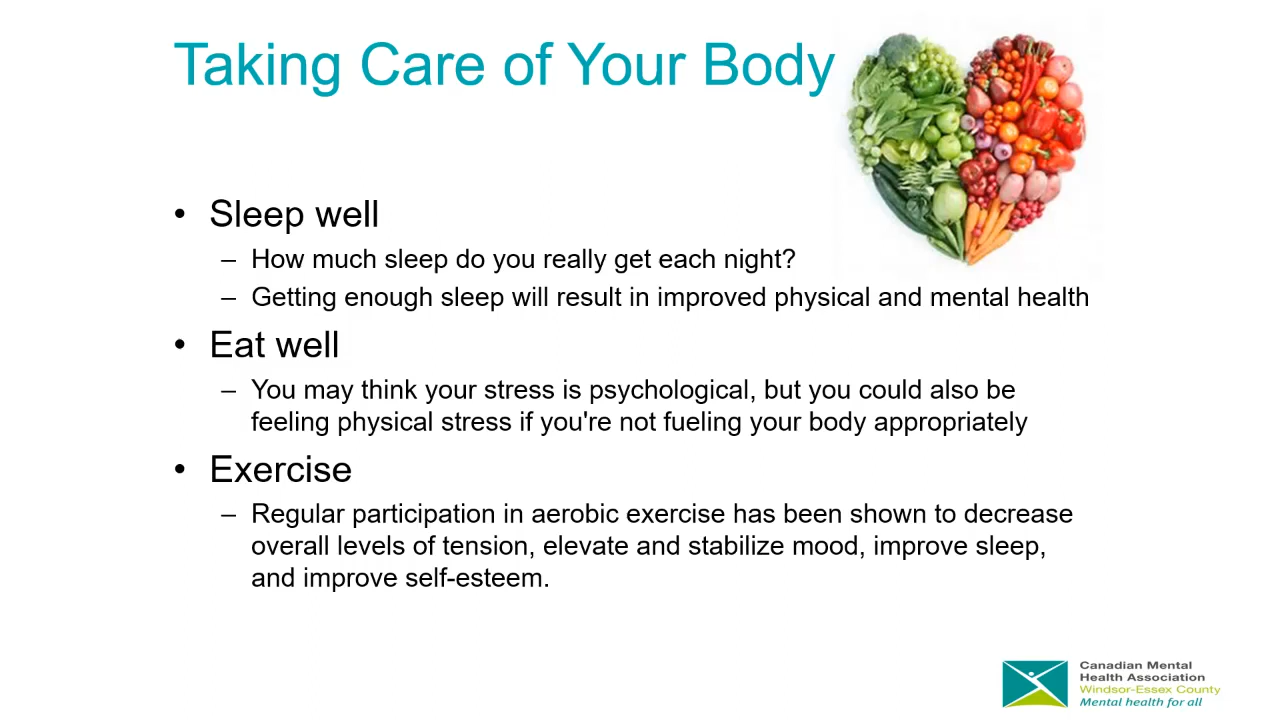 Taking Care of Your Body
• Sleep well
– How much sleep do you really get each night?
– Getting enough sleep will result in improved physical and mental health
• Eat well
– You may think your stress is psychological, but you could also be
feeling physical stress if you're not fueling your body appropriately
• Exercise
– Regular participation in aerobic exercise has been shown to decrease
overall levels of tension, elevate and stabilize mood, improve sleep,
and improve self-esteem.
Canadian Mental
Health Association
Windsor-Essex County
Mental health for all